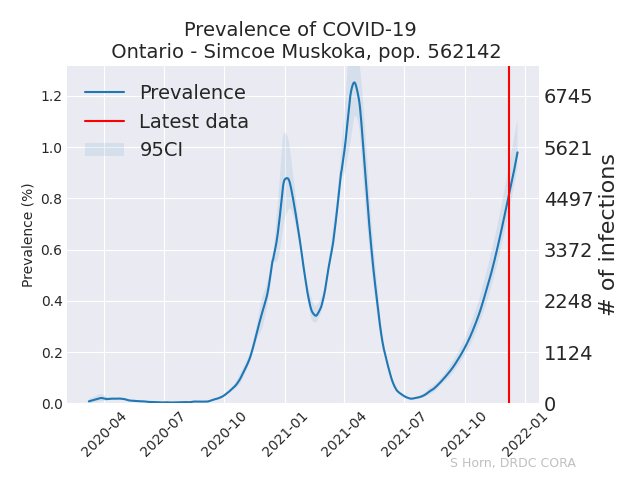 Prevalence of COVID-19
Ontario - Simcoe Muskoka, pop. 562142
Prevalence
Latest data
95CI
Prevalence (%)
1.2
1.0
0.8
0.6
0.4
0.2
0.0
6745
5621
4497
3372
2248
1124
0
# of infections
2020-04
2020-07
2020-10
2021-01
2021-04
2021-07
2021-10
2022-01
S Horn, DRDC CORA